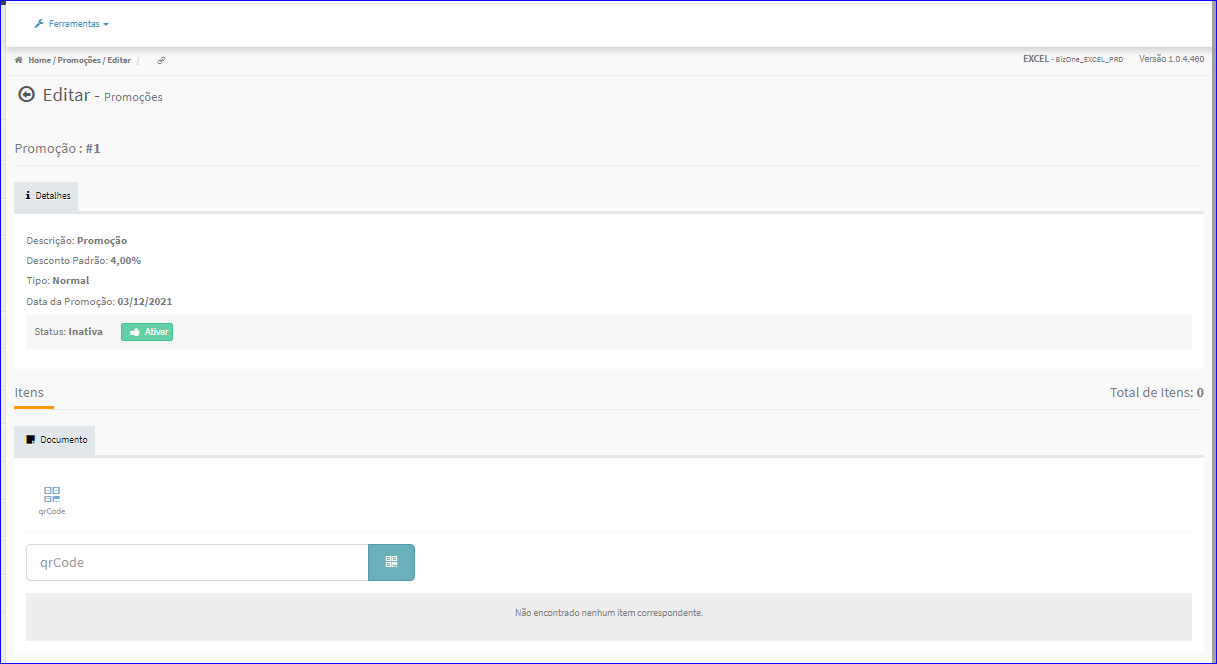 Ferramentas
Home / Promoções / Editar /
EXCEL - BizOne_EXCEL_PRD Versão 1.0.4.460
Editar - Promoções
Promoção : #1
Detalhes
Descrição: Promoção
Desconto Padrão: 4,00%
Tipo: Normal
Data da Promoção: 03/12/2021
Status: Inativa Ativar
Itens Total de Itens: 0
Documento
qrCode
qrCode
Não encontrado nenhum item correspondente.